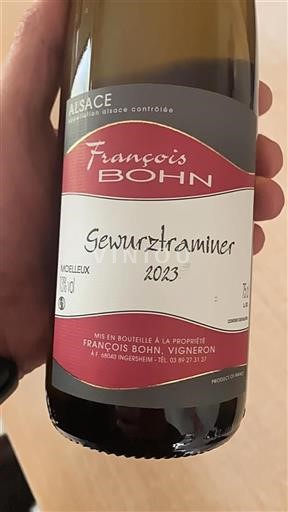 ALSACE
appellation alsace contrôlée
François
BOHN
Gewurztraminer
2023
MOELLEUX
13% vol
75 cl
VINIOU
MIS EN BOUTEILLE À LA PROPRIÉTÉ
FRANÇOIS BOHN, VIGNERON
À F. 68040 INGERSHEIM - TÉL. 03 89 27 31 27
PRODUCT OF FRANCE